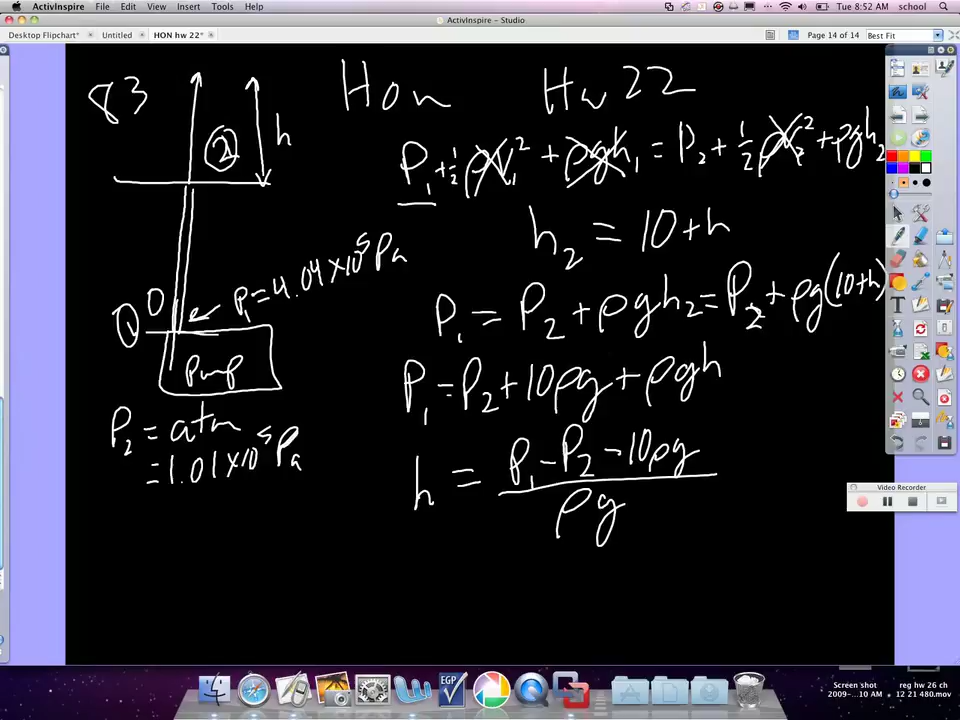 ActivInspire File Edit View Insert Tools Help Tue 8:52 AM school
ActivInspire - Studio
Desktop Flipchart* Untitled HON hw 22* Page 14 of 14 Best Fit
83 Hon Hw 22
h
②
P₁ + ½ρv₁² + ρgh₁ = P₂ + ½ρv₂² + ρgh₂
h₂ = 10 + h
P₁ = 4.04 × 10⁵ Pa
P₁ = P₂ + ρgh₂ = P₂ + ρg(10 + h)
Pump
P₁ = P₂ + 10ρg + ρgh
P₂ = atm
= 1.01 × 10⁵ Pa
h = (P₁ - P₂ - 10ρg) / ρg
Video Recorder
EGP
Screen shot
2009-... 10 AM
reg hw 26 ch
12 21 480.mov